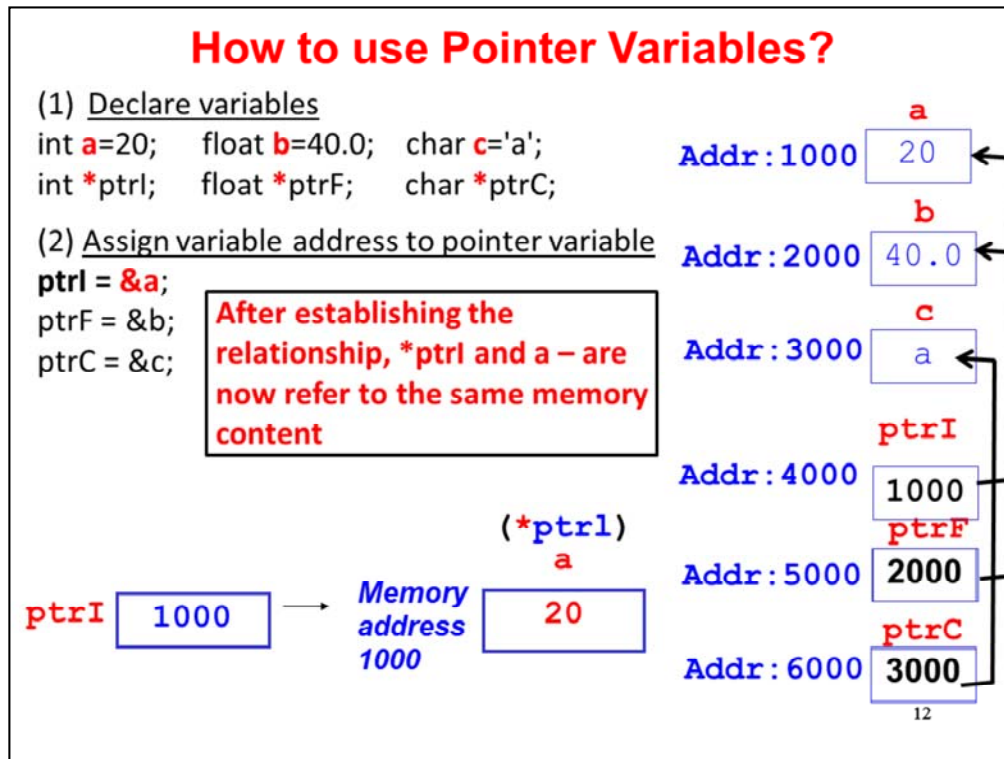 How to use Pointer Variables?
(1) Declare variables
int a=20; float b=40.0; char c='a';
int *ptrI; float *ptrF; char *ptrC;
(2) Assign variable address to pointer variable
ptrI = &a;
ptrF = &b;
ptrC = &c;
After establishing the
relationship, *ptrI and a – are
now refer to the same memory
content
ptrI 1000
Memory
address
1000
(*ptrl)
a
20
a
Addr:1000 20
b
Addr:2000 40.0
c
Addr:3000 a
ptrI
Addr:4000 1000
ptrF
Addr:5000 2000
ptrC
Addr:6000 3000
12